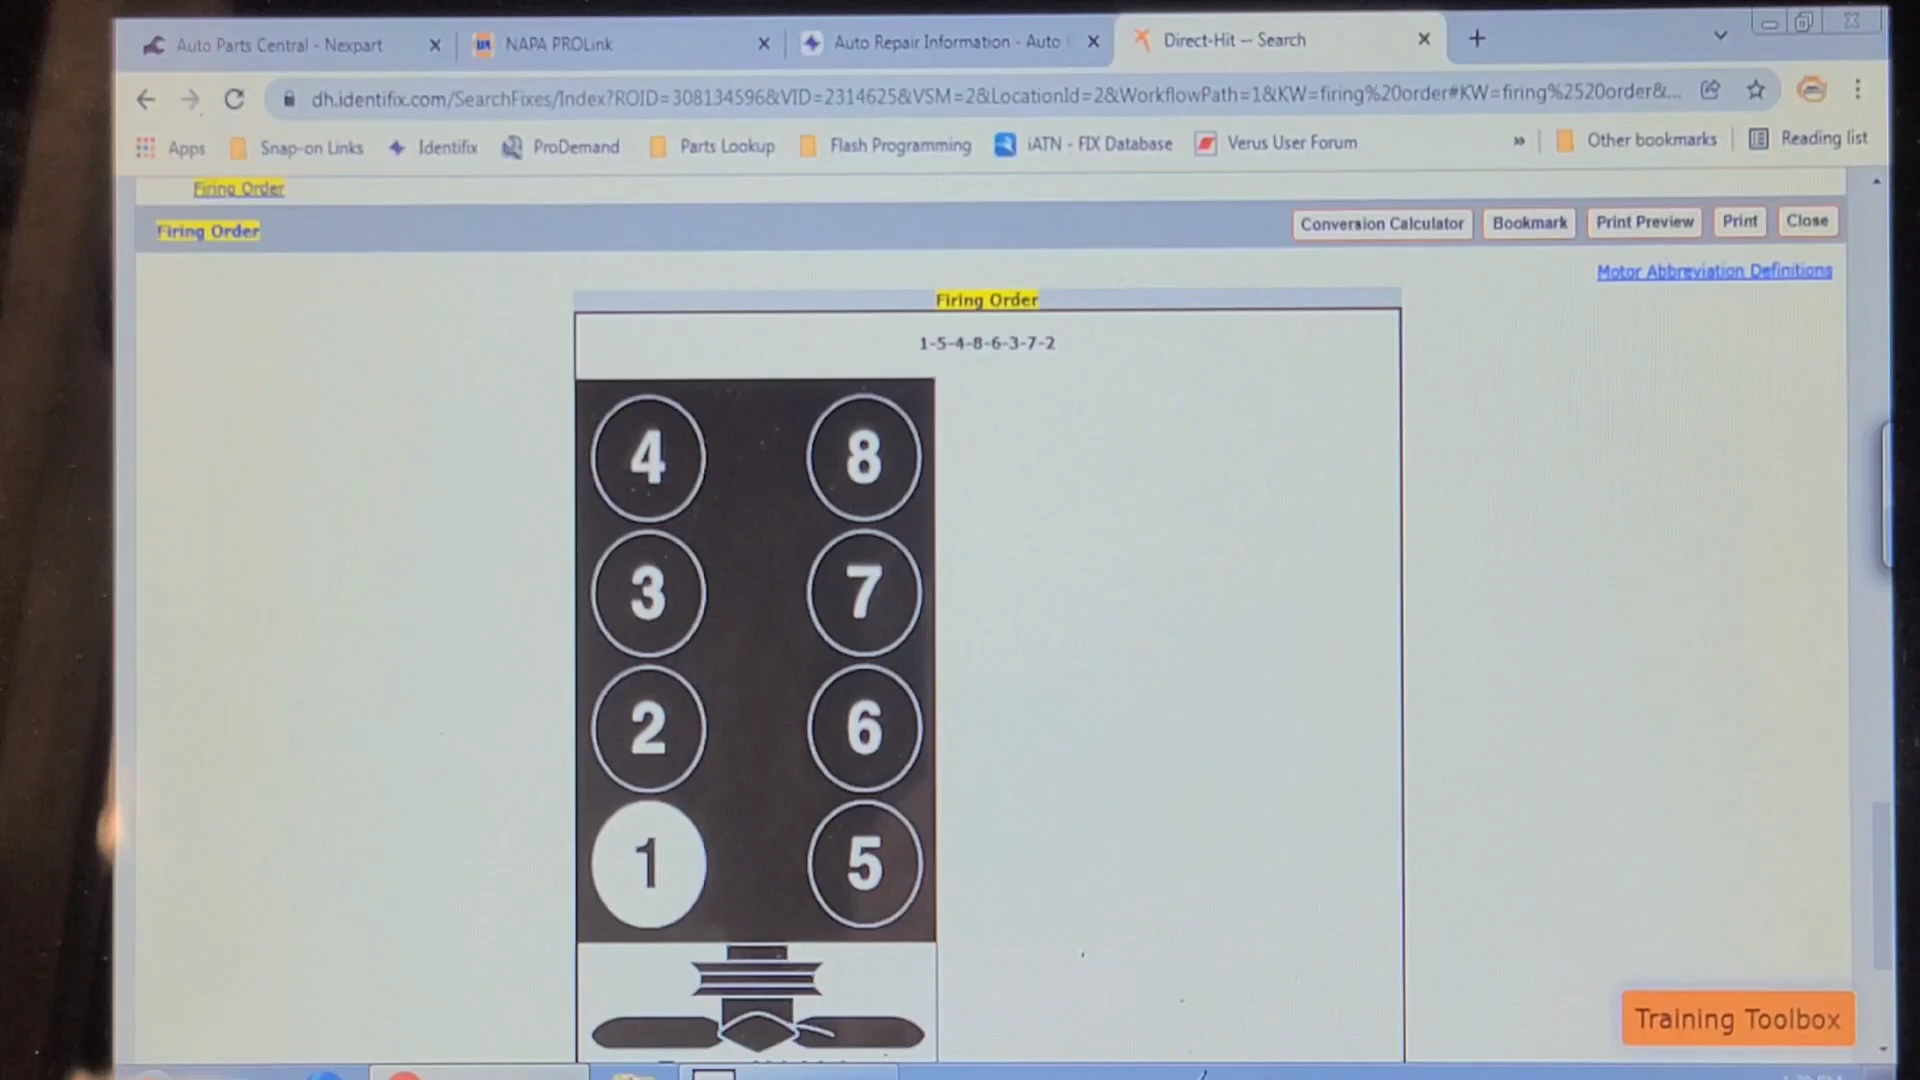 Auto Parts Central - Nexpart
NAPA PROLink
Auto Repair Information - Auto
Direct-Hit -- Search
dh.identifix.com/SearchFixes/Index?ROID=308134596&VID=2314625&VSM=2&LocationId=2&WorkflowPath=1&KW=firing%20order#KW=firing%2520order&...
Apps
Snap-on Links
Identifix
ProDemand
Parts Lookup
Flash Programming
iATN - FIX Database
Verus User Forum
»
Other bookmarks
Reading list
Firing Order
Firing Order
Conversion Calculator
Bookmark
Print Preview
Print
Close
Motor Abbreviation Definitions
Firing Order
1-5-4-8-6-3-7-2
4 8
3 7
2 6
1 5
Training Toolbox